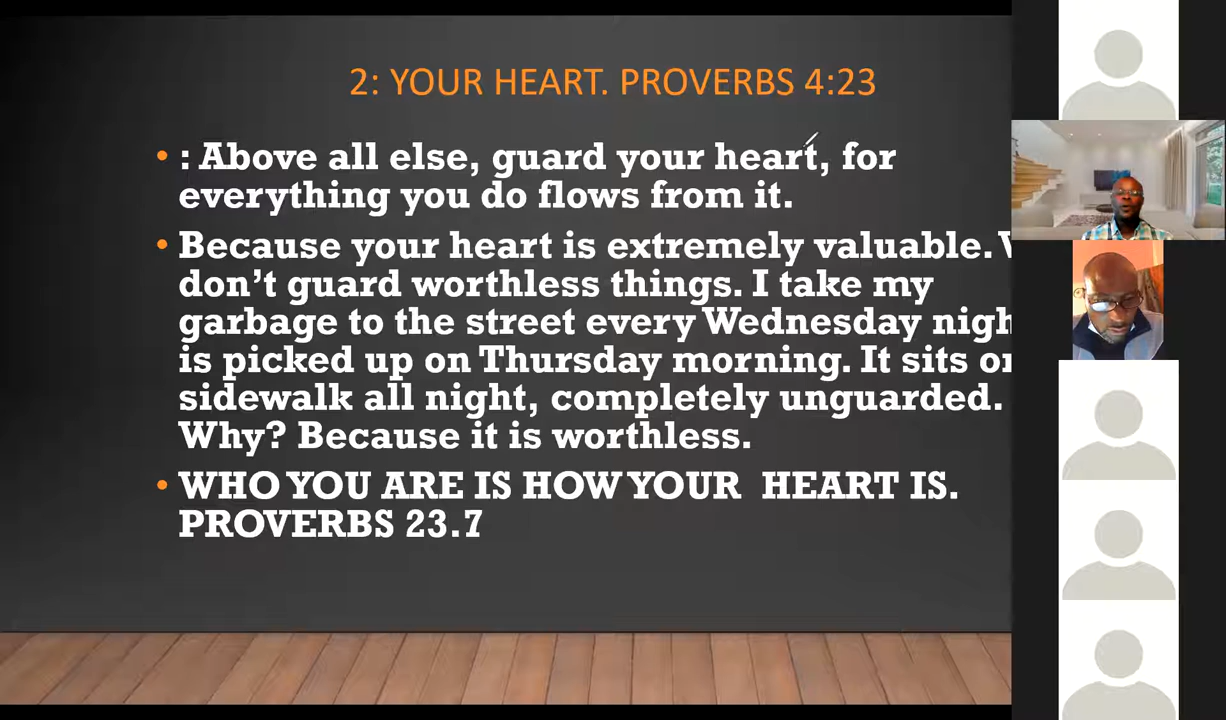 2: YOUR HEART. PROVERBS 4:23
• : Above all else, guard your heart, for
everything you do flows from it.
• Because your heart is extremely valuable.
don’t guard worthless things. I take my
garbage to the street every Wednesday
is picked up on Thursday morning. It sits
sidewalk all night, completely unguarded.
Why? Because it is worthless.
• WHO YOU ARE IS HOW YOUR HEART IS.
PROVERBS 23.7